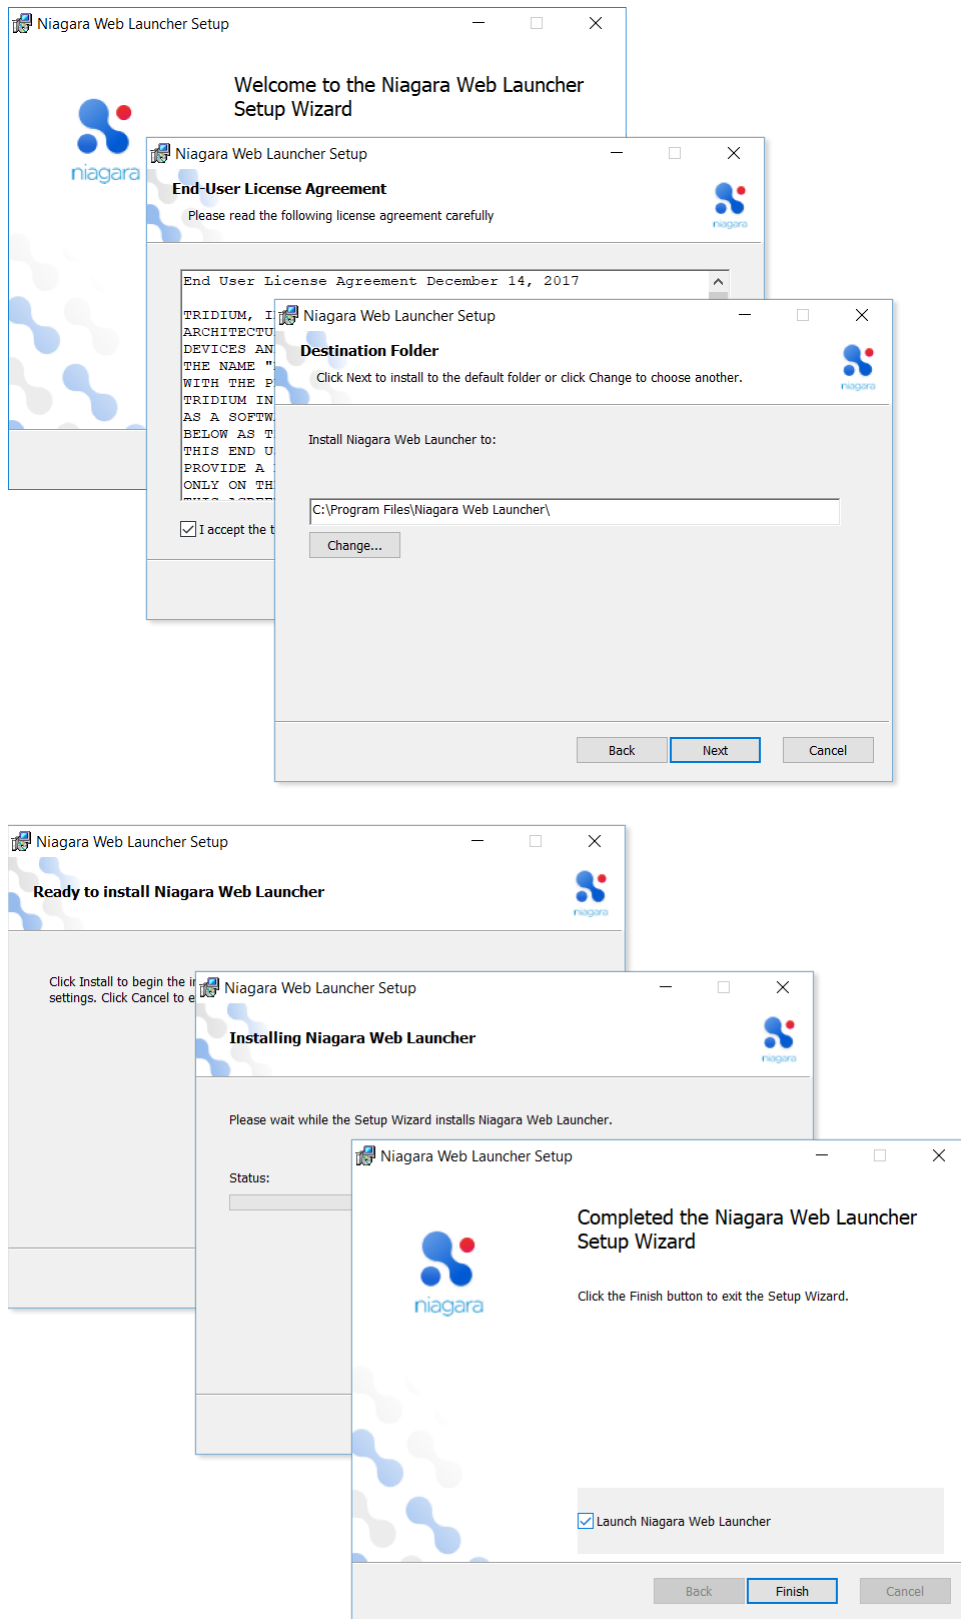 Niagara Web Launcher Setup
Welcome to the Niagara Web Launcher
Setup Wizard
niagara
Niagara Web Launcher Setup
End-User License Agreement
Please read the following license agreement carefully
niagara
End User License Agreement December 14, 2017
TRIDIUM,
ARCHITECTU
DEVICES AN
THE NAME "
WITH THE P
TRIDIUM IN
AS A SOFTW
BELOW AS T
THIS END U
PROVIDE A
ONLY ON TH
I accept the t
Niagara Web Launcher Setup
Destination Folder
Click Next to install to the default folder or click Change to choose another.
niagara
Install Niagara Web Launcher to:
C:\Program Files\Niagara Web Launcher\
Change...
Back Next Cancel
Niagara Web Launcher Setup
Ready to install Niagara Web Launcher
niagara
Click Install to begin the i
settings. Click Cancel to e
Niagara Web Launcher Setup
Installing Niagara Web Launcher
niagara
Please wait while the Setup Wizard installs Niagara Web Launcher.
Status:
Niagara Web Launcher Setup
Completed the Niagara Web Launcher
Setup Wizard
niagara
Click the Finish button to exit the Setup Wizard.
Launch Niagara Web Launcher
Back Finish Cancel